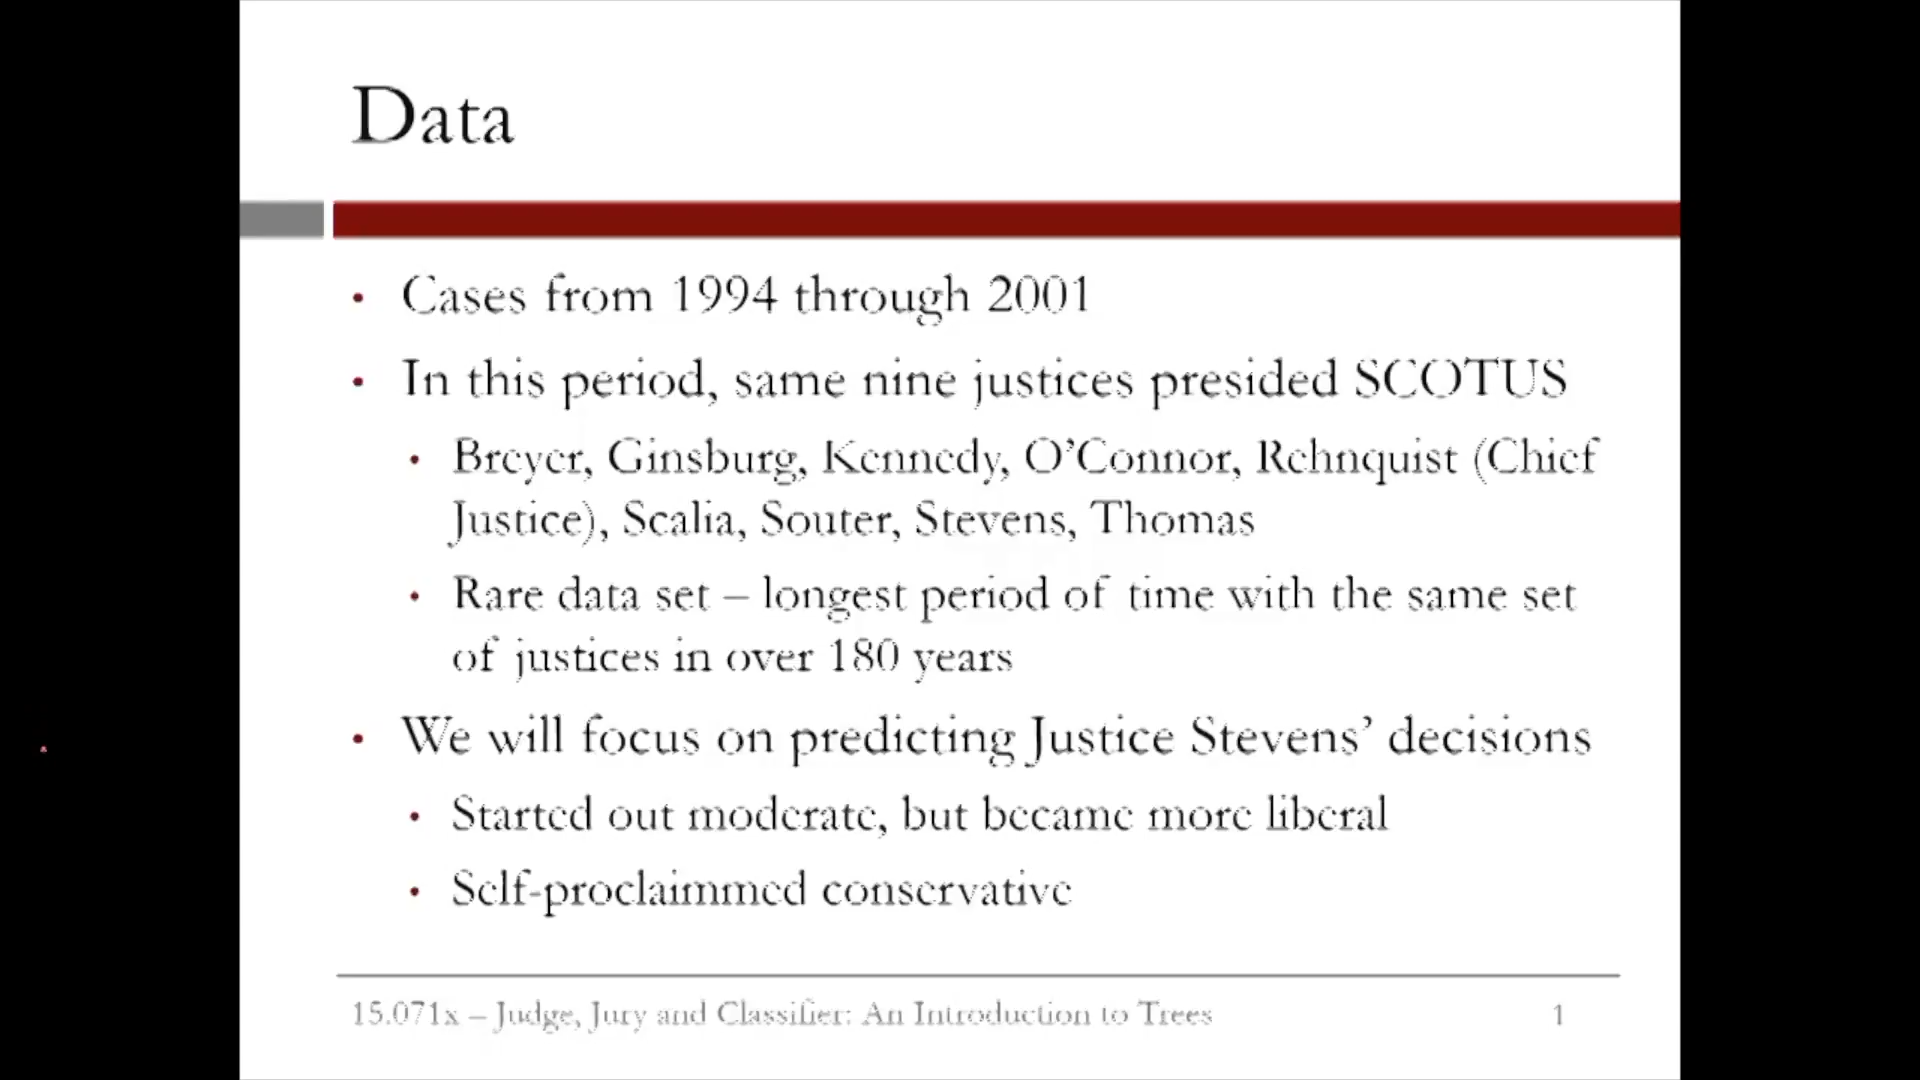 Data
• Cases from 1994 through 2001
• In this period, same nine justices presided SCOTUS
• Breyer, Ginsburg, Kennedy, O’Connor, Rehnquist (Chief
Justice), Scalia, Souter, Stevens, Thomas
• Rare data set – longest period of time with the same set
of justices in over 180 years
• We will focus on predicting Justice Stevens’ decisions
• Started out moderate, but became more liberal
• Self-proclaimmed conservative
15.071x – Judge, Jury and Classifier: An Introduction to Trees 1